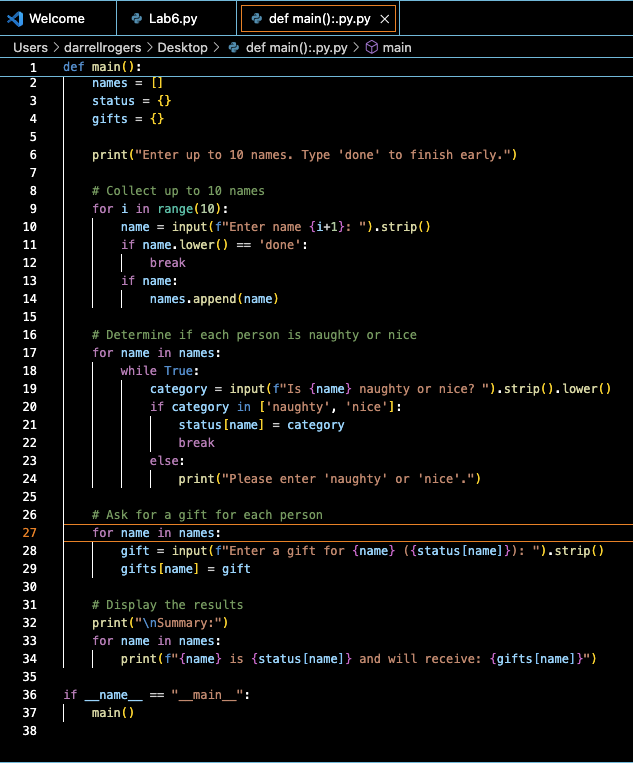 Welcome
Lab6.py
def main():.py.py
Users > darrellrogers > Desktop > def main():.py.py > main
1 def main():
2     names = []
3     status = {}
4     gifts = {}
5
6     print("Enter up to 10 names. Type 'done' to finish early.")
7
8     # Collect up to 10 names
9     for i in range(10):
10         name = input(f"Enter name {i+1}: ").strip()
11         if name.lower() == 'done':
12             break
13         if name:
14             names.append(name)
15
16     # Determine if each person is naughty or nice
17     for name in names:
18         while True:
19             category = input(f"Is {name} naughty or nice? ").strip().lower()
20             if category in ['naughty', 'nice']:
21                 status[name] = category
22                 break
23             else:
24                 print("Please enter 'naughty' or 'nice'.")
25
26     # Ask for a gift for each person
27     for name in names:
28         gift = input(f"Enter a gift for {name} ({status[name]}): ").strip()
29         gifts[name] = gift
30
31     # Display the results
32     print("\nSummary:")
33     for name in names:
34         print(f"{name} is {status[name]} and will receive: {gifts[name]}")
35
36 if __name__ == "__main__":
37     main()
38